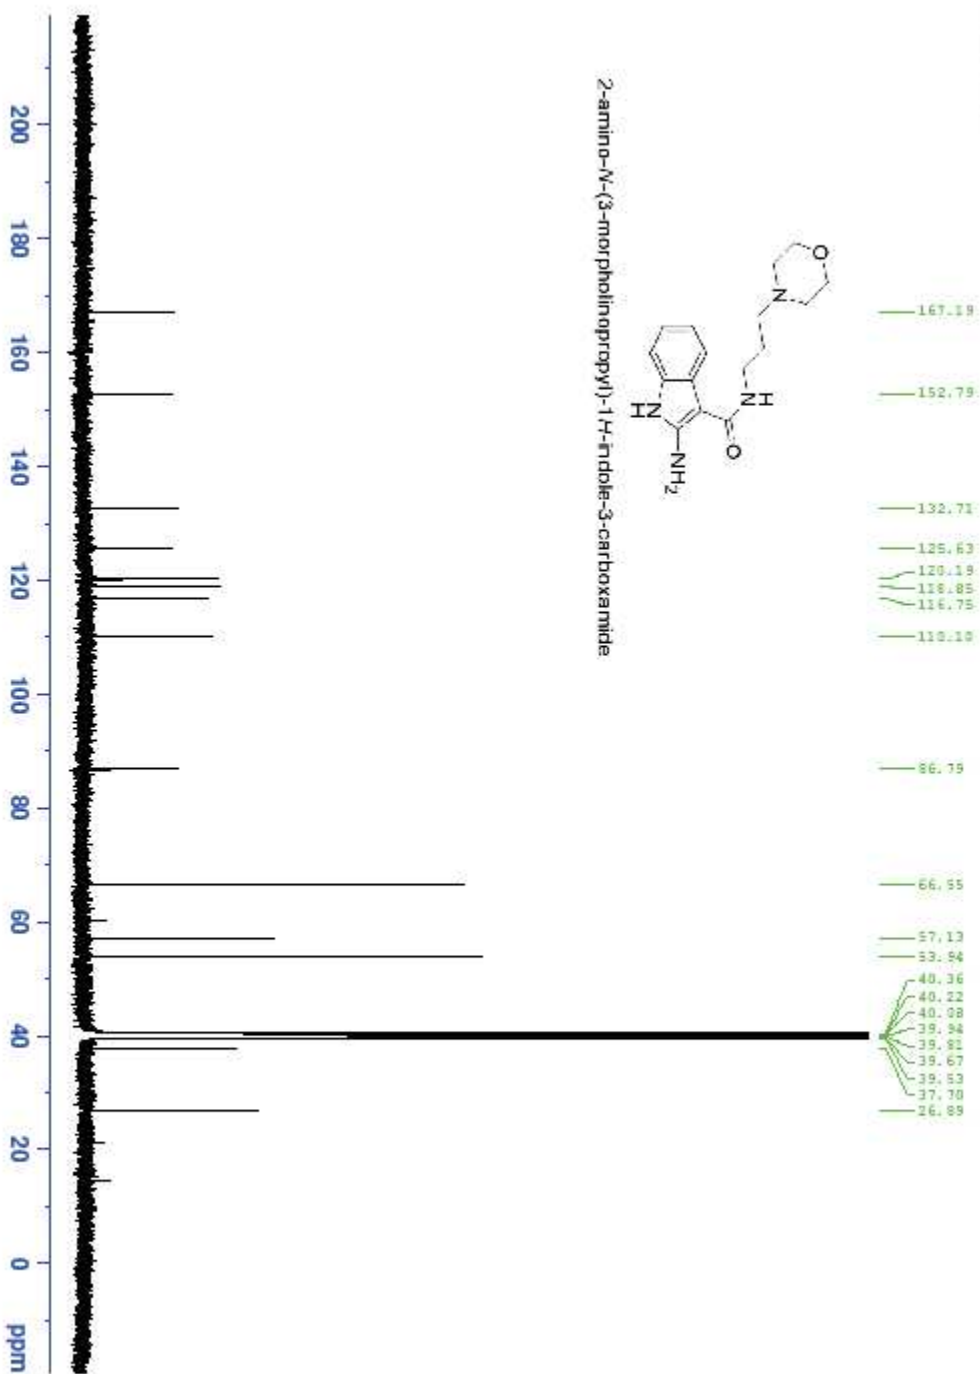 167.19
152.79
132.71
125.63
120.19
118.85
116.75
110.10
86.79
66.55
57.13
53.94
40.36
40.22
40.08
39.94
39.81
39.67
39.53
37.70
26.89
O
N
H
N
O
NH2
N
H
2-amino-N-(3-morpholinopropyl)-1H-indole-3-carboxamide
200 180 160 140 120 100 80 60 40 20 0 ppm